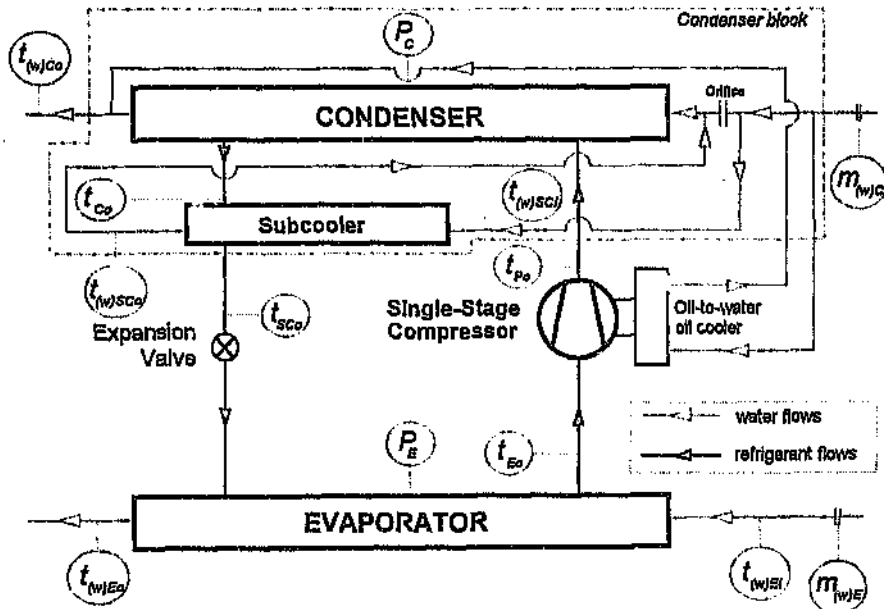 Condenser block
t(w)Co
Pc
Orifice
CONDENSER
m(w)C
tCo
t(w)SCi
Subcooler
t(w)SCo
tSCo
tPo
Single-Stage
Compressor
Oil-to-water
oil cooler
Expansion
Valve
water flows
refrigerant flows
PE
tEo
EVAPORATOR
t(w)Eo
t(w)Ei
m(w)E